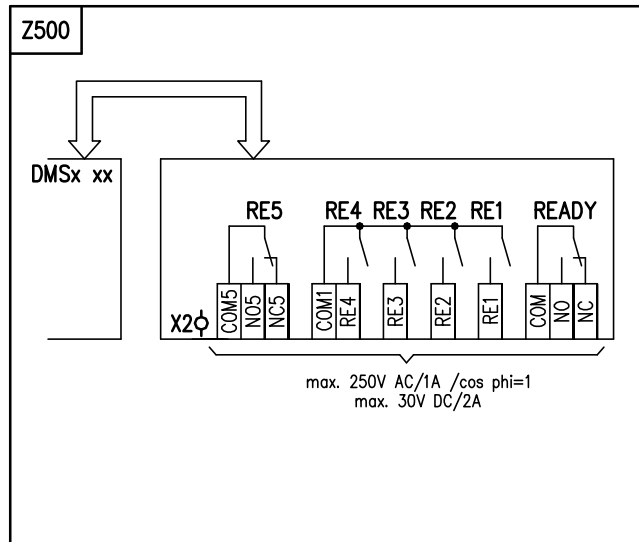 Z500
DMSx xx
RE5 RE4 RE3 RE2 RE1 READY
X2
COM5 NO5 NC5 COM1 RE4 RE3 RE2 RE1 COM NO NC
max. 250V AC/1A /cos phi=1
max. 30V DC/2A